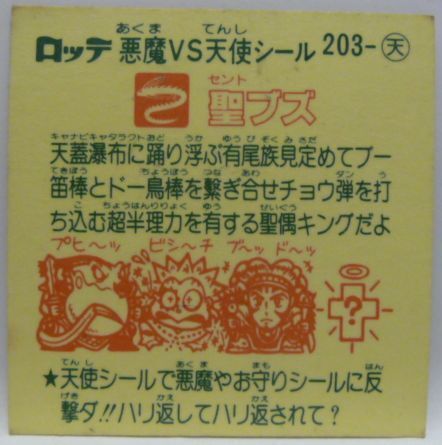 あくま てんし
ロッテ 悪魔VS天使シール 203-天
セント
聖ブズ
キャナビキャタラクト おど うか ゆう び ぞく み さだ
天蓋瀑布に踊り浮ぶ有尾族見定めてブー
てきぼう ちょうぼう つな あわ ダン う
笛棒とドー鳥棒を繋ぎ合せチョウ弾を打
こ ちょうはんりりょく ゆう せいぐう
ち込む超半理力を有する聖偶キングだよ
プヒ〜ッ ビシ〜チ ブ〜ッ ド〜ッ
?
てんし あくま まも はん
★天使シールで悪魔やお守りシールに反
げき かえ かえ
撃ダ!!ハリ返してハリ返されて?